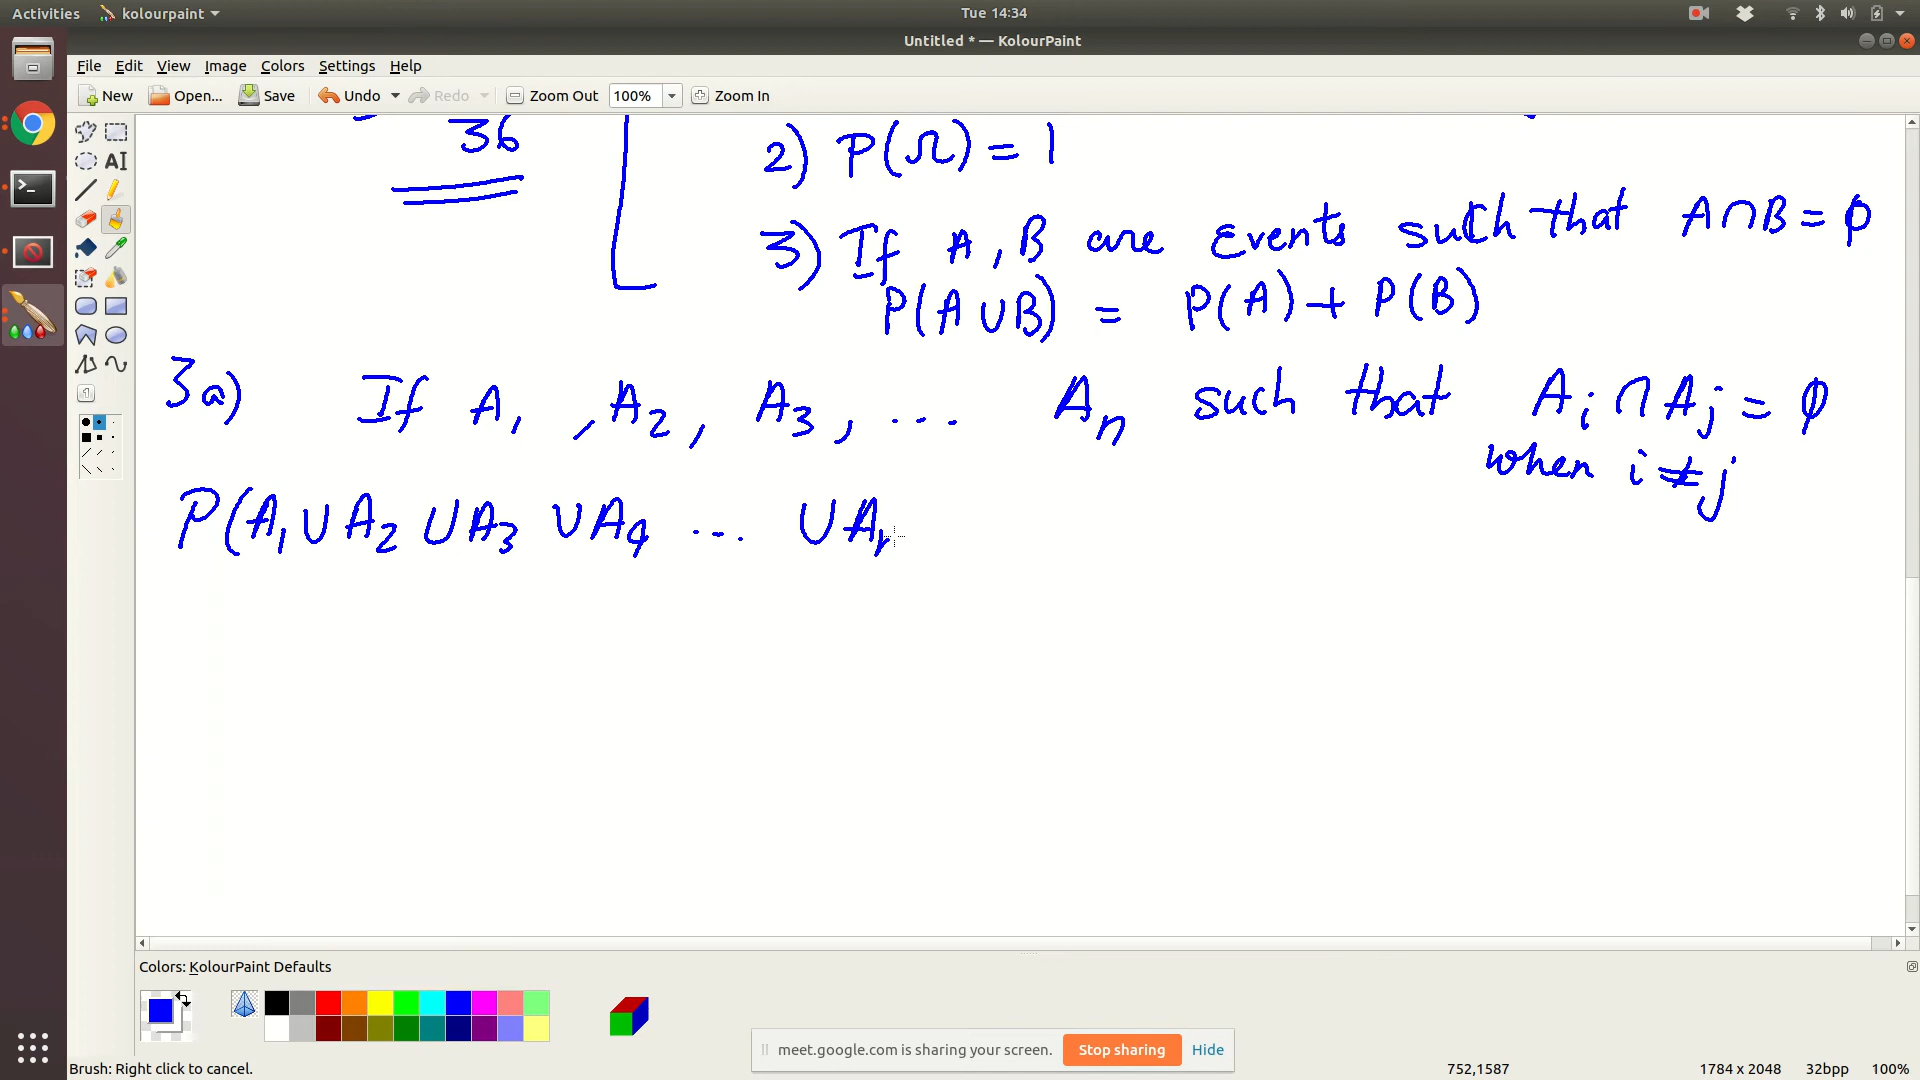 Activities kolourpaint Tue 14:34
Untitled * — KolourPaint
File Edit View Image Colors Settings Help
New Open... Save Undo Redo Zoom Out 100% Zoom In
36
2) P(Ω) = 1
3) If A, B are events such that A∩B = ϕ
P(A∪B) = P(A) + P(B)
3a) If A₁, A₂, A₃, ... Aₙ such that Aᵢ ∩ Aⱼ = ϕ
when i ≠ j
P(A₁ ∪ A₂ ∪ A₃ ∪ A₄ ... ∪ A
Colors: KolourPaint Defaults
meet.google.com is sharing your screen. Stop sharing Hide
Brush: Right click to cancel. 752,1587 1784 x 2048 32bpp 100%